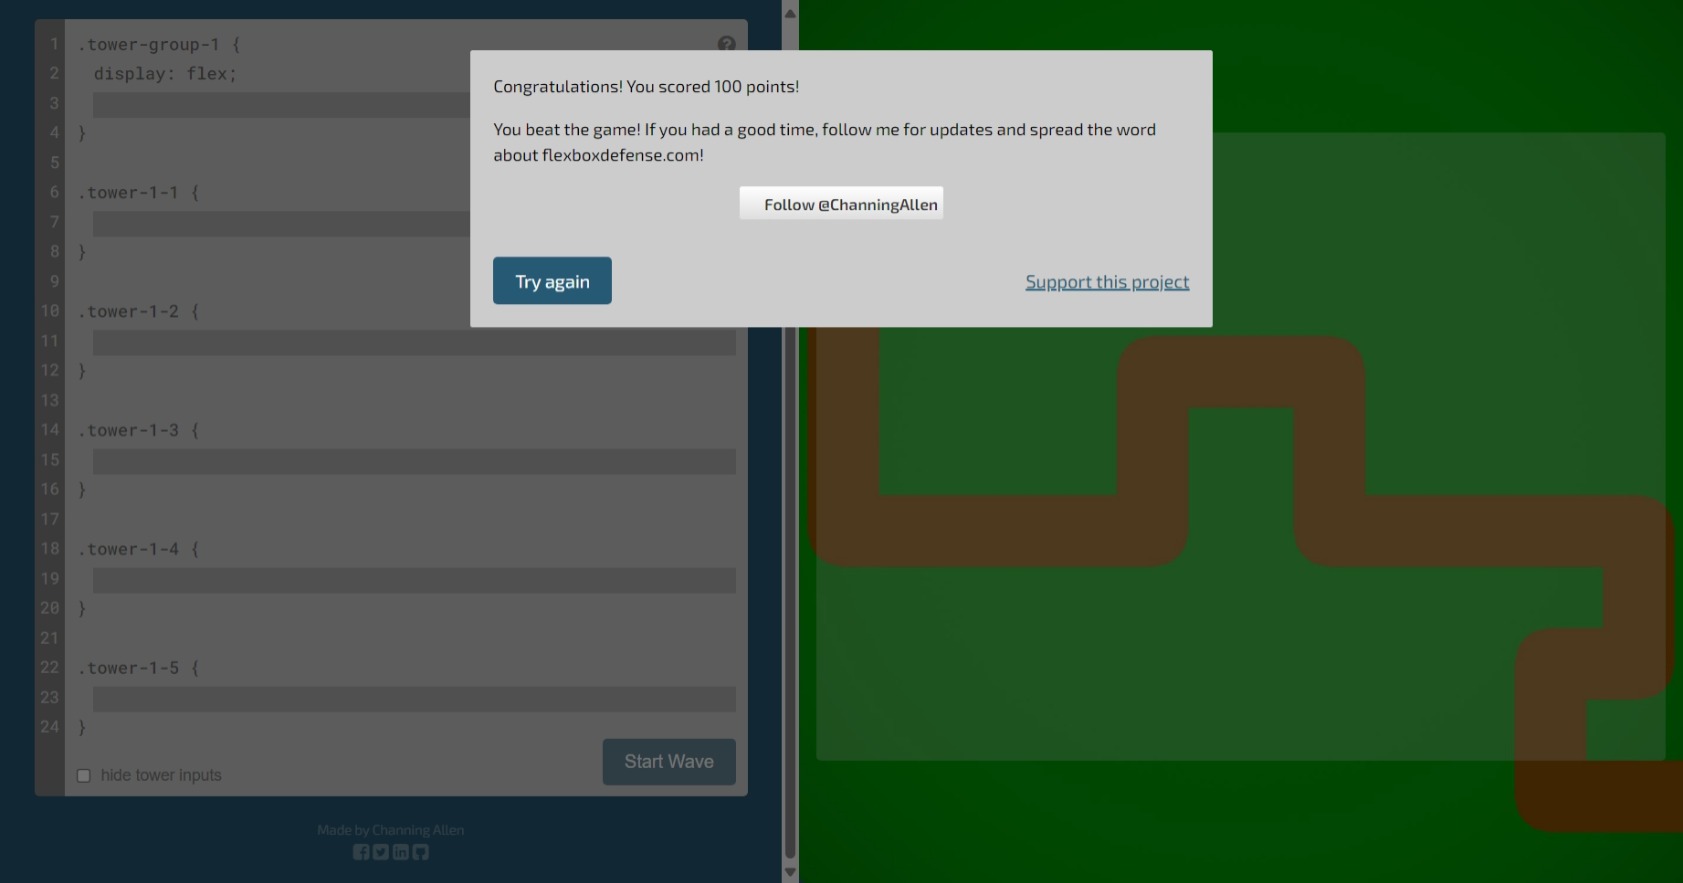 1 .tower-group-1 {
2 display: flex;
3
4 }
5
6 .tower-1-1 {
7
8 }
9
10 .tower-1-2 {
11
12 }
13
14 .tower-1-3 {
15
16 }
17
18 .tower-1-4 {
19
20 }
21
22 .tower-1-5 {
23
24 }
hide tower inputs
Start Wave
Made by Channing Allen
?
Congratulations! You scored 100 points!
You beat the game! If you had a good time, follow me for updates and spread the word
about flexboxdefense.com!
Follow @ChanningAllen
Try again
Support this project